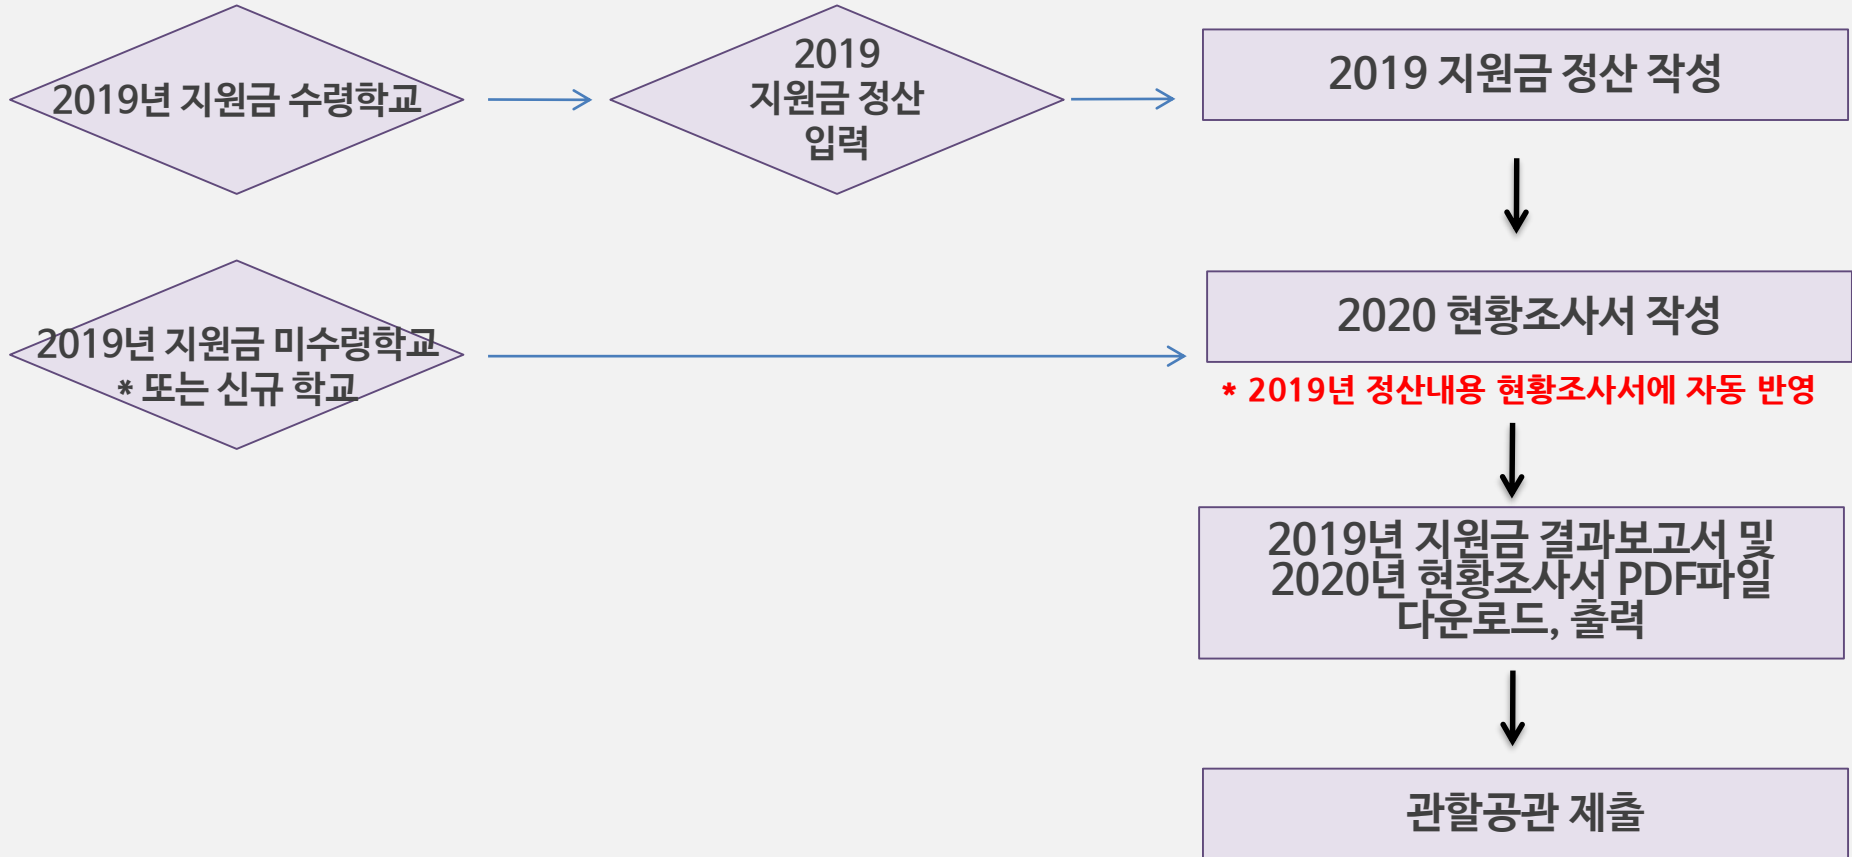 2019년 지원금 수령학교
2019
지원금 정산
입력
2019 지원금 정산 작성
2019년 지원금 미수령학교
* 또는 신규 학교
2020 현황조사서 작성
* 2019년 정산내용 현황조사서에 자동 반영
2019년 지원금 결과보고서 및
2020년 현황조사서 PDF파일
다운로드, 출력
관할공관 제출